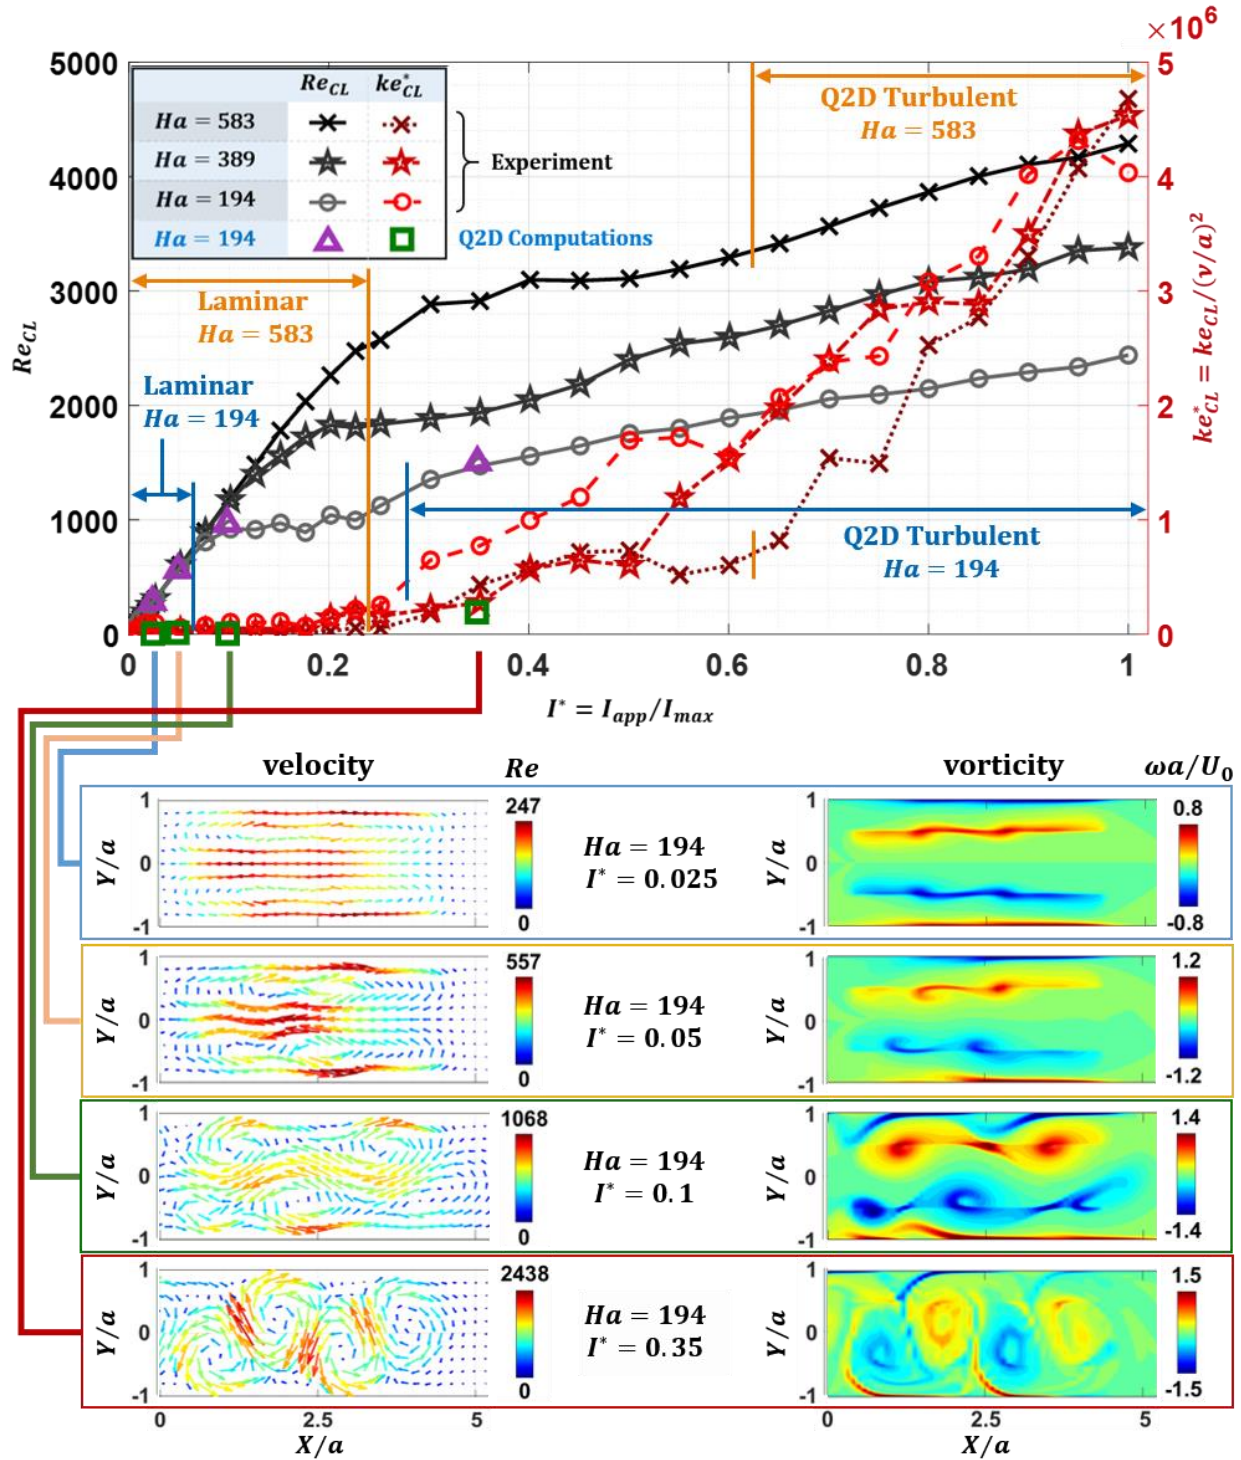 ×10⁶
5000
4000
3000
2000
1000
0
Re_CL
5
4
3
2
1
0
ke*_CL = ke_CL/(ν/a)²
Re_CL ke*_CL
Ha = 583
Ha = 389
Ha = 194
Ha = 194
Experiment
Q2D Computations
Q2D Turbulent
Ha = 583
Laminar
Ha = 583
Laminar
Ha = 194
Q2D Turbulent
Ha = 194
0 0.2 0.4 0.6 0.8 1
I* = I_app/I_max
velocity Re vorticity ωa/U₀
Y/a
1
0
-1
247
0
Ha = 194
I* = 0.025
Y/a
1
0
-1
0.8
-0.8
Y/a
1
0
-1
557
0
Ha = 194
I* = 0.05
Y/a
1
0
-1
1.2
-1.2
Y/a
1
0
-1
1068
0
Ha = 194
I* = 0.1
Y/a
1
0
-1
1.4
-1.4
Y/a
1
0
-1
2438
0
Ha = 194
I* = 0.35
Y/a
1
0
-1
1.5
-1.5
0 2.5 5
X/a
0 2.5 5
X/a